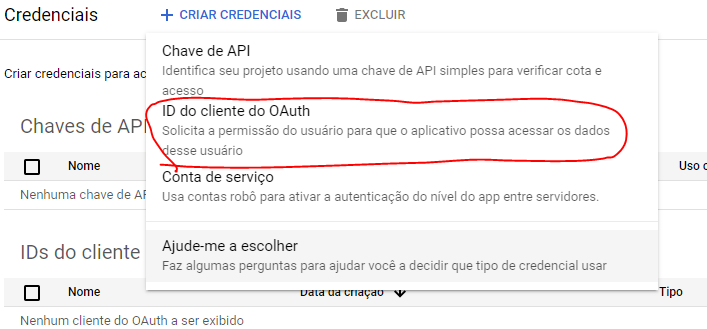 Credenciais + CRIAR CREDENCIAIS EXCLUIR
Chave de API
Identifica seu projeto usando uma chave de API simples para verificar cota e
acesso
Criar credenciais para ac
ID do cliente do OAuth
Solicita a permissão do usuário para que o aplicativo possa acessar os dados
desse usuário
Chaves de API
Conta de serviço
Usa contas robô para ativar a autenticação do nível do app entre servidores.
Nome Uso c
Nenhuma chave de AP
Ajude-me a escolher
Faz algumas perguntas para ajudar você a decidir que tipo de credencial usar
IDs do cliente
Nome Data da criação Tipo
Nenhum cliente do OAuth a ser exibido